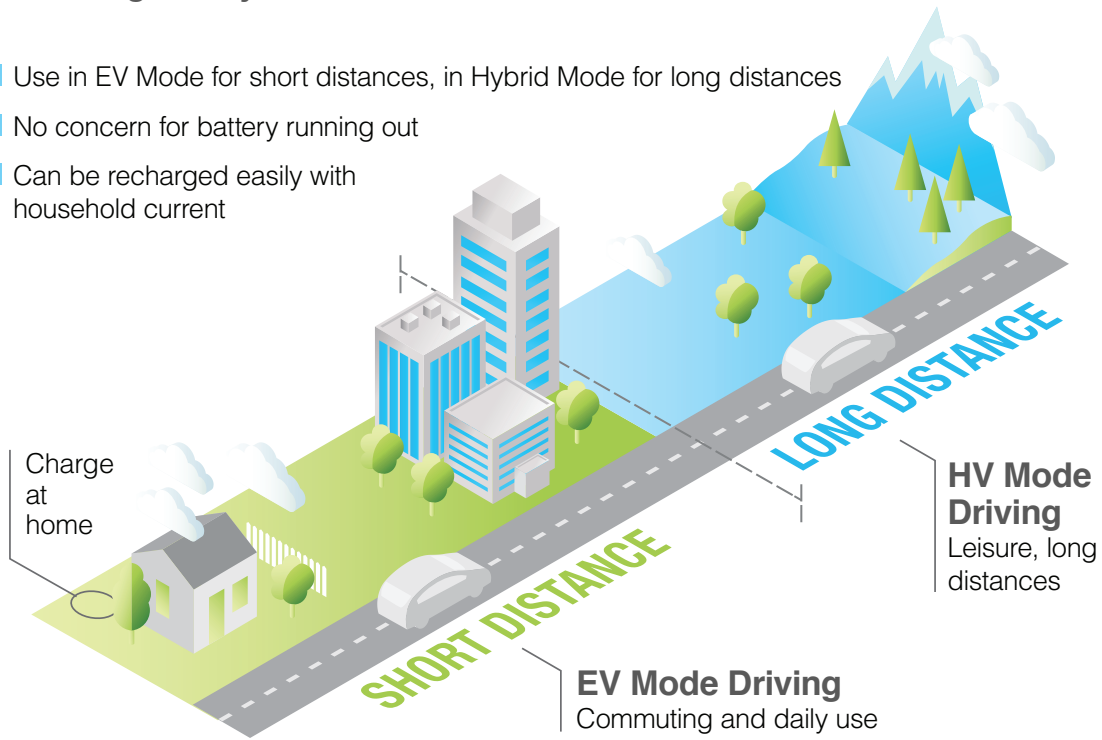 Use in EV Mode for short distances, in Hybrid Mode for long distances
No concern for battery running out
Can be recharged easily with
household current
Charge
at
home
LONG DISTANCE
HV Mode
Driving
Leisure, long
distances
SHORT DISTANCE
EV Mode Driving
Commuting and daily use